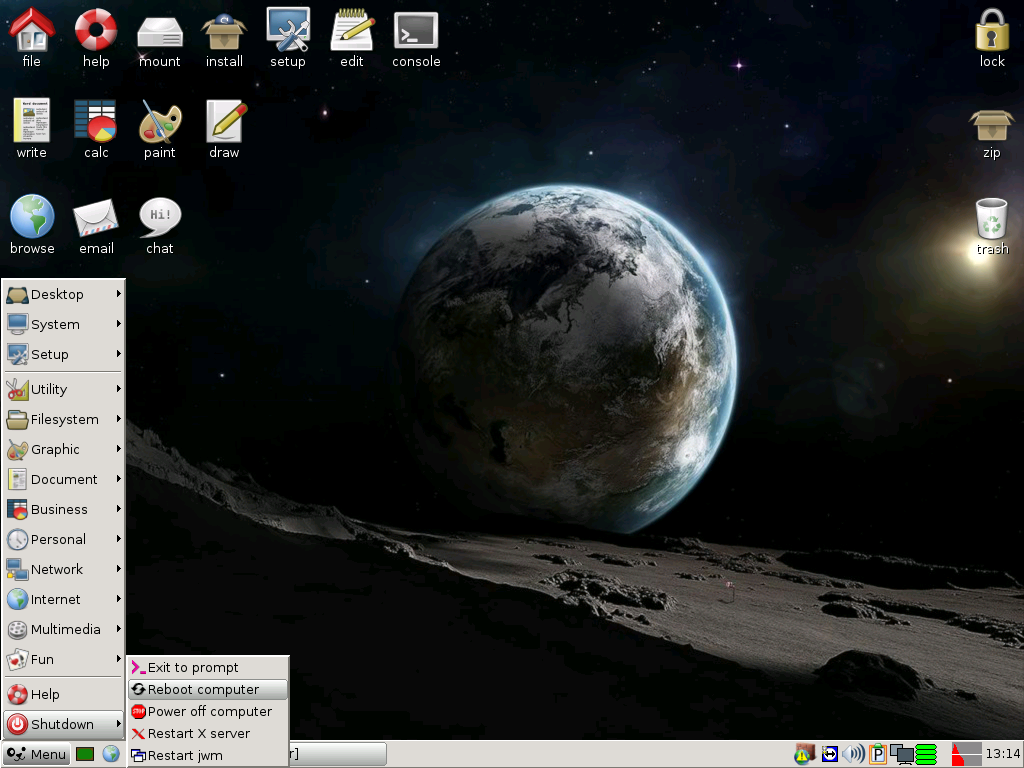 file help mount install setup edit console lock
write calc paint draw zip
browse email chat trash
Desktop
System
Setup
Utility
Filesystem
Graphic
Document
Business
Personal
Network
Internet
Multimedia
Fun
Help
Shutdown
Exit to prompt
Reboot computer
Power off computer
Restart X server
Restart jwm
Menu
r]
13:14
Hi!
STOP
P